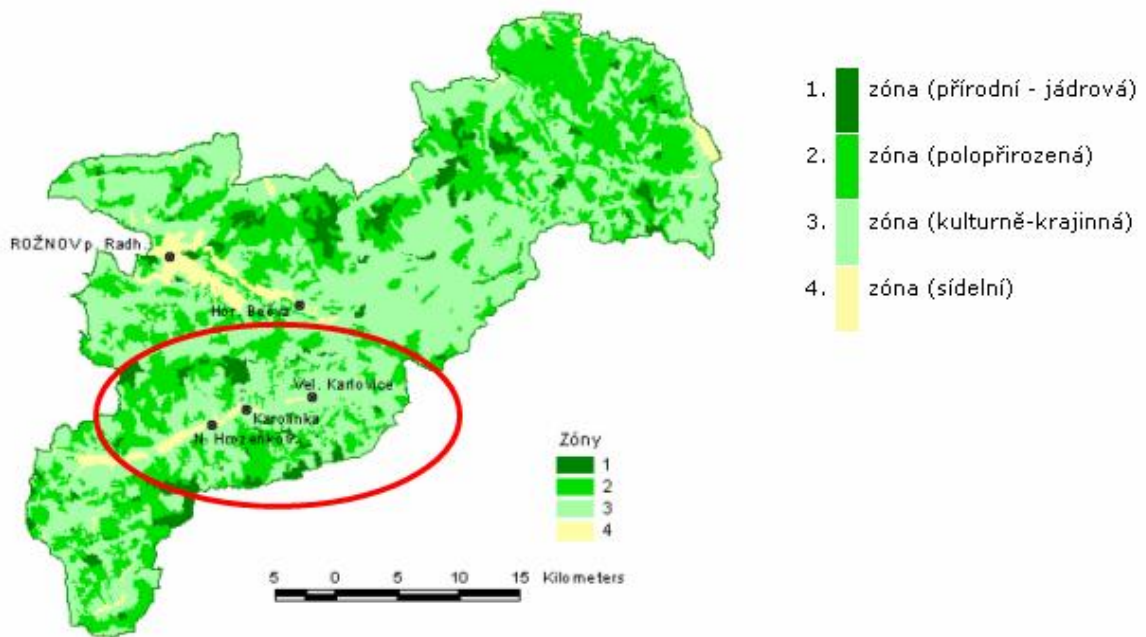 1. zóna (přírodní - jádrová)
2. zóna (polopřirozená)
3. zóna (kulturně-krajinná)
4. zóna (sídelní)
ROŽNOV p. Radh.
Hor. Bečva
Vel. Karlovice
Karolinka
N. Hrozenkov
Zóny
1
2
3
4
5 0 5 10 15 Kilometers